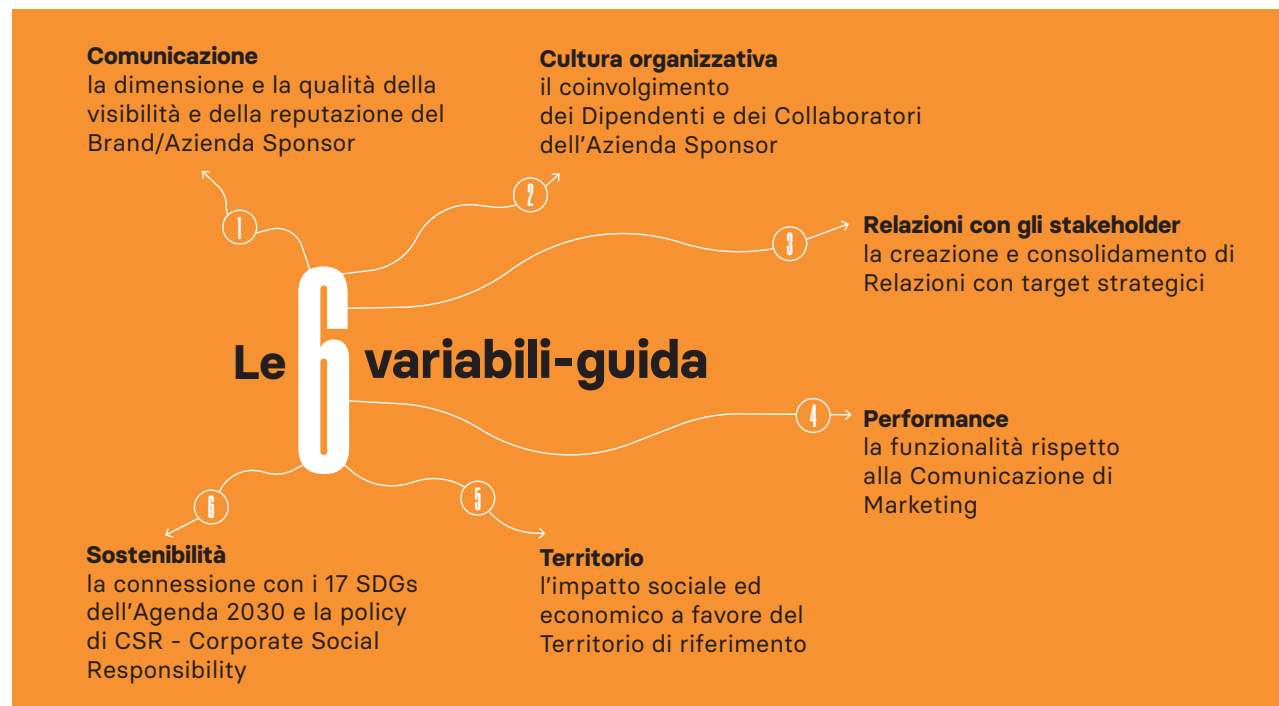 Comunicazione
la dimensione e la qualità della
visibilità e della reputazione del
Brand/Azienda Sponsor
1
Cultura organizzativa
il coinvolgimento
dei Dipendenti e dei Collaboratori
dell'Azienda Sponsor
2
Relazioni con gli stakeholder
la creazione e consolidamento di
Relazioni con target strategici
3
Le 6 variabili-guida
4
Performance
la funzionalità rispetto
alla Comunicazione di
Marketing
5
Territorio
l'impatto sociale ed
economico a favore del
Territorio di riferimento
6
Sostenibilità
la connessione con i 17 SDGs
dell'Agenda 2030 e la policy
di CSR - Corporate Social
Responsibility